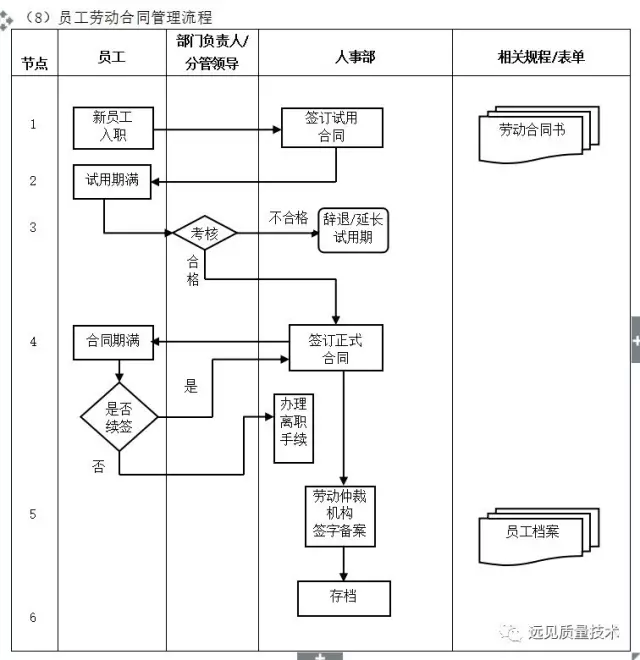 （8）员工劳动合同管理流程
节点
员工
部门负责人/
分管领导
人事部
相关规程/表单
1
新员工
入职
签订试用
合同
劳动合同书
2
试用期满
3
考核
不合格
辞退/延长
试用期
合
格
4
合同期满
签订正式
合同
是
是否
续签
办理
离职
手续
否
5
劳动仲裁
机构
签字备案
员工档案
存档
6
远见质量技术